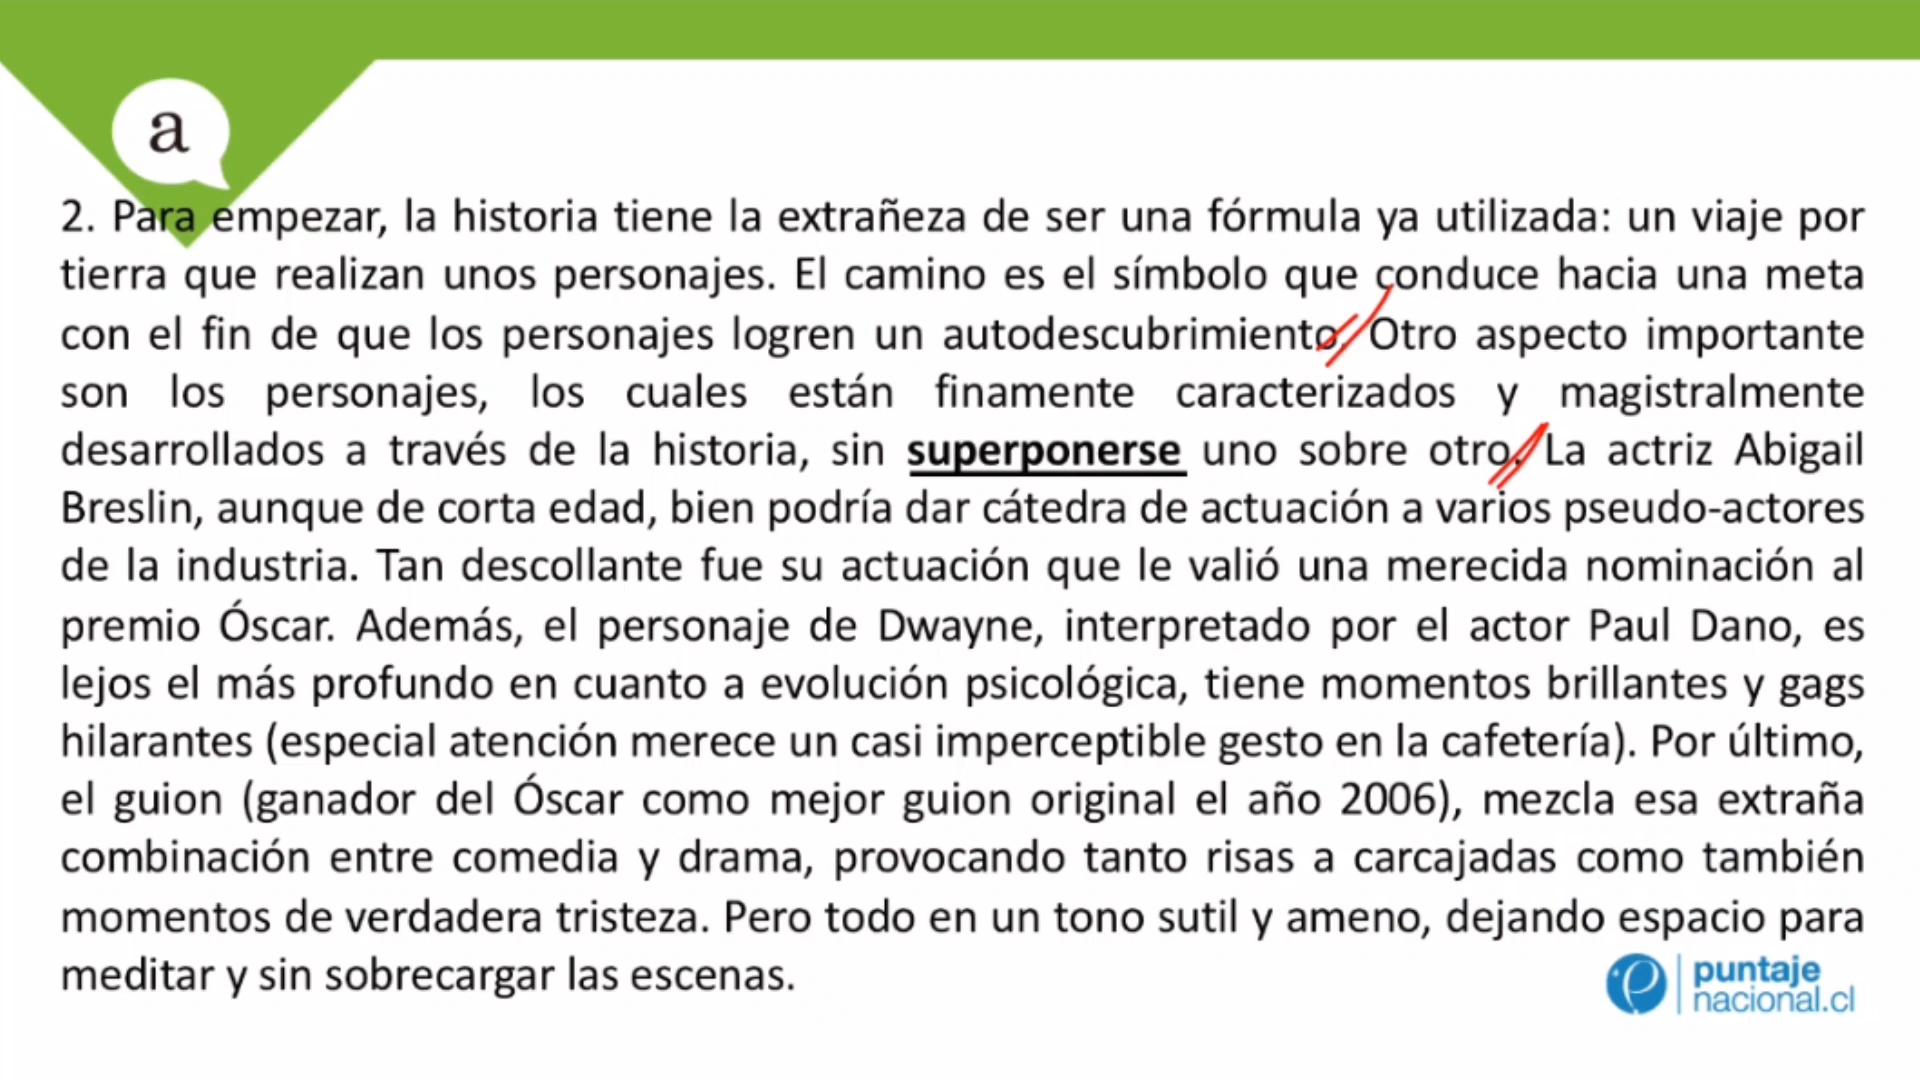 a
2. Para empezar, la historia tiene la extrañeza de ser una fórmula ya utilizada: un viaje por
tierra que realizan unos personajes. El camino es el símbolo que conduce hacia una meta
con el fin de que los personajes logren un autodescubrimiento. Otro aspecto importante
son los personajes, los cuales están finamente caracterizados y magistralmente
desarrollados a través de la historia, sin superponerse uno sobre otro. La actriz Abigail
Breslin, aunque de corta edad, bien podría dar cátedra de actuación a varios pseudo-actores
de la industria. Tan descollante fue su actuación que le valió una merecida nominación al
premio Óscar. Además, el personaje de Dwayne, interpretado por el actor Paul Dano, es
lejos el más profundo en cuanto a evolución psicológica, tiene momentos brillantes y gags
hilarantes (especial atención merece un casi imperceptible gesto en la cafetería). Por último,
el guion (ganador del Óscar como mejor guion original el año 2006), mezcla esa extraña
combinación entre comedia y drama, provocando tanto risas a carcajadas como también
momentos de verdadera tristeza. Pero todo en un tono sutil y ameno, dejando espacio para
meditar y sin sobrecargar las escenas.
puntaje
nacional.cl